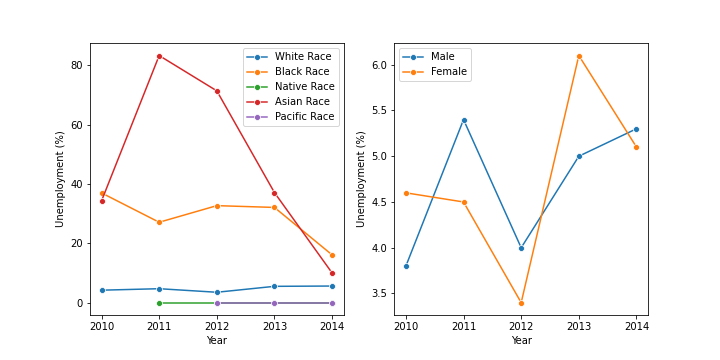 80
60
40
20
0
Unemployment (%)
2010 2011 2012 2013 2014
Year
White Race
Black Race
Native Race
Asian Race
Pacific Race
6.0
5.5
5.0
4.5
4.0
3.5
Unemployment (%)
2010 2011 2012 2013 2014
Year
Male
Female